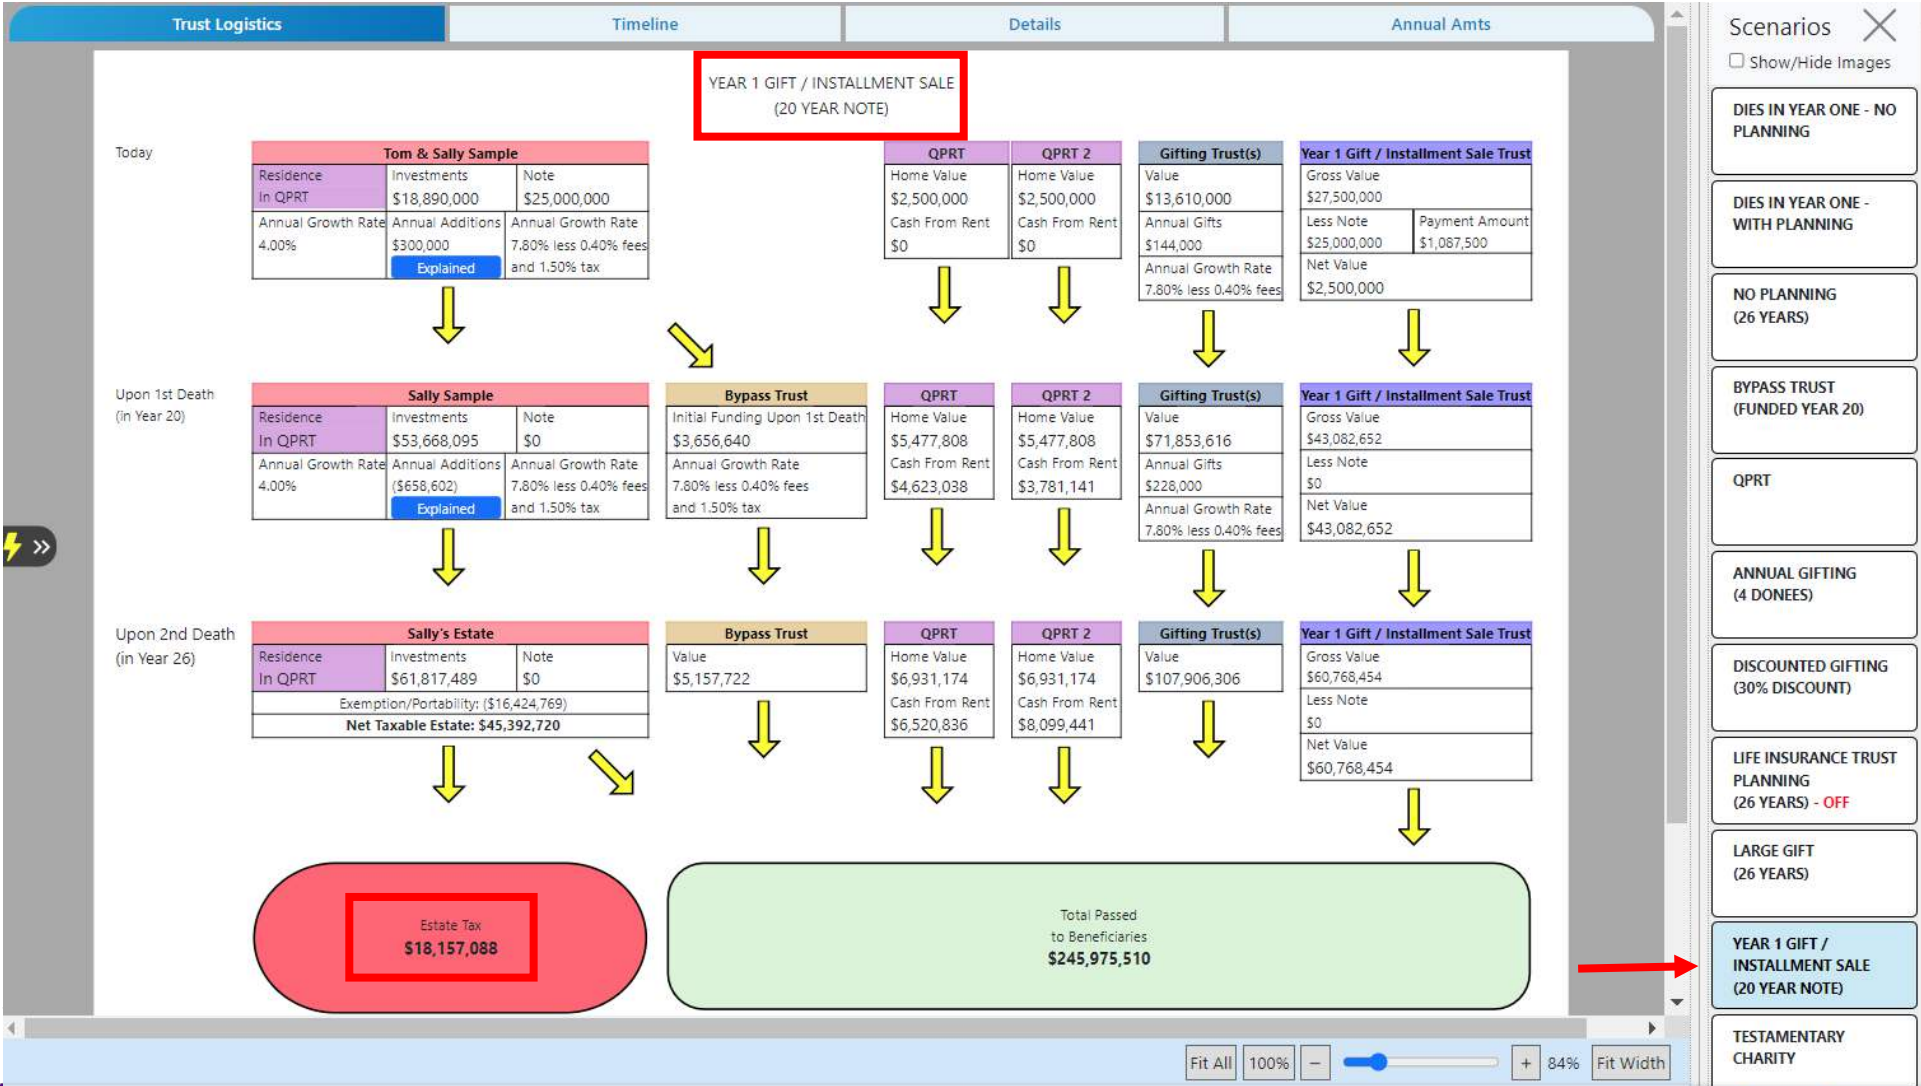 Trust Logistics
Timeline
Details
Annual Amts
YEAR 1 GIFT / INSTALLMENT SALE
(20 YEAR NOTE)
Today
Tom & Sally Sample
Residence
In QPRT
Investments
$18,890,000
Note
$25,000,000
Annual Growth Rate
4.00%
Annual Additions
$300,000
Explained
Annual Growth Rate
7.80% less 0.40% fees
and 1.50% tax
QPRT
Home Value
$2,500,000
Cash From Rent
$0
QPRT 2
Home Value
$2,500,000
Cash From Rent
$0
Gifting Trust(s)
Value
$13,610,000
Annual Gifts
$144,000
Annual Growth Rate
7.80% less 0.40% fees
Year 1 Gift / Installment Sale Trust
Gross Value
$27,500,000
Less Note
$25,000,000
Payment Amount
$1,087,500
Net Value
$2,500,000
Upon 1st Death
(in Year 20)
Sally Sample
Residence
In QPRT
Investments
$53,668,095
Note
$0
Annual Growth Rate
4.00%
Annual Additions
($658,602)
Explained
Annual Growth Rate
7.80% less 0.40% fees
and 1.50% tax
Bypass Trust
Initial Funding Upon 1st Death
$3,656,640
Annual Growth Rate
7.80% less 0.40% fees
and 1.50% tax
QPRT
Home Value
$5,477,808
Cash From Rent
$4,623,038
QPRT 2
Home Value
$5,477,808
Cash From Rent
$3,781,141
Gifting Trust(s)
Value
$71,853,616
Annual Gifts
$228,000
Annual Growth Rate
7.80% less 0.40% fees
Year 1 Gift / Installment Sale Trust
Gross Value
$43,082,652
Less Note
$0
Net Value
$43,082,652
Upon 2nd Death
(in Year 26)
Sally's Estate
Residence
In QPRT
Investments
$61,817,489
Note
$0
Exemption/Portability: ($16,424,769)
Net Taxable Estate: $45,392,720
Bypass Trust
Value
$5,157,722
QPRT
Home Value
$6,931,174
Cash From Rent
$6,520,836
QPRT 2
Home Value
$6,931,174
Cash From Rent
$8,099,441
Gifting Trust(s)
Value
$107,906,306
Year 1 Gift / Installment Sale Trust
Gross Value
$60,768,454
Less Note
$0
Net Value
$60,768,454
Estate Tax
$18,157,088
Total Passed
to Beneficiaries
$245,975,510
Fit All
100%
−
+
84%
Fit Width
Scenarios
Show/Hide Images
DIES IN YEAR ONE - NO
PLANNING
DIES IN YEAR ONE -
WITH PLANNING
NO PLANNING
(26 YEARS)
BYPASS TRUST
(FUNDED YEAR 20)
QPRT
ANNUAL GIFTING
(4 DONEES)
DISCOUNTED GIFTING
(30% DISCOUNT)
LIFE INSURANCE TRUST
PLANNING
(26 YEARS) - OFF
LARGE GIFT
(26 YEARS)
YEAR 1 GIFT /
INSTALLMENT SALE
(20 YEAR NOTE)
TESTAMENTARY
CHARITY